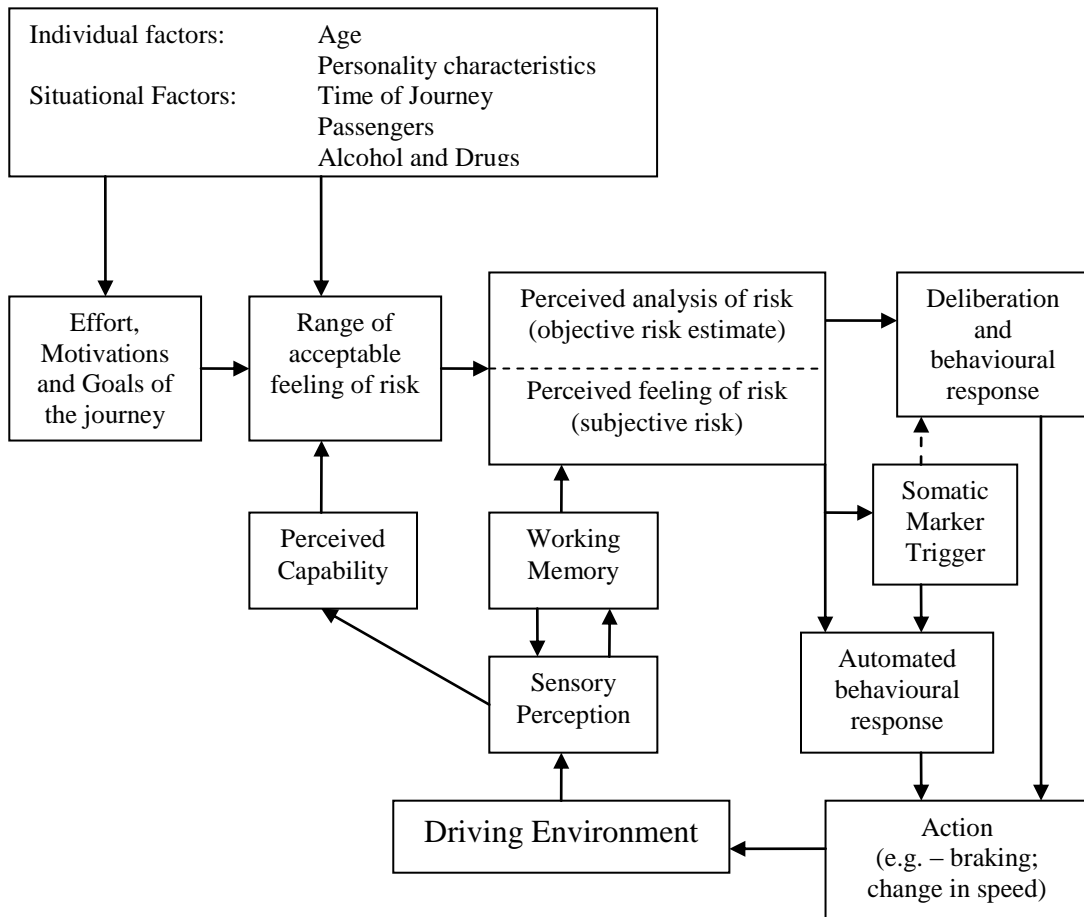 Individual factors: Age
Personality characteristics
Situational Factors: Time of Journey
Passengers
Alcohol and Drugs
Effort,
Motivations
and Goals of
the journey
Range of
acceptable
feeling of risk
Perceived analysis of risk
(objective risk estimate)
Perceived feeling of risk
(subjective risk)
Deliberation
and
behavioural
response
Perceived
Capability
Working
Memory
Somatic
Marker
Trigger
Sensory
Perception
Automated
behavioural
response
Driving Environment
Action
(e.g. – braking;
change in speed)